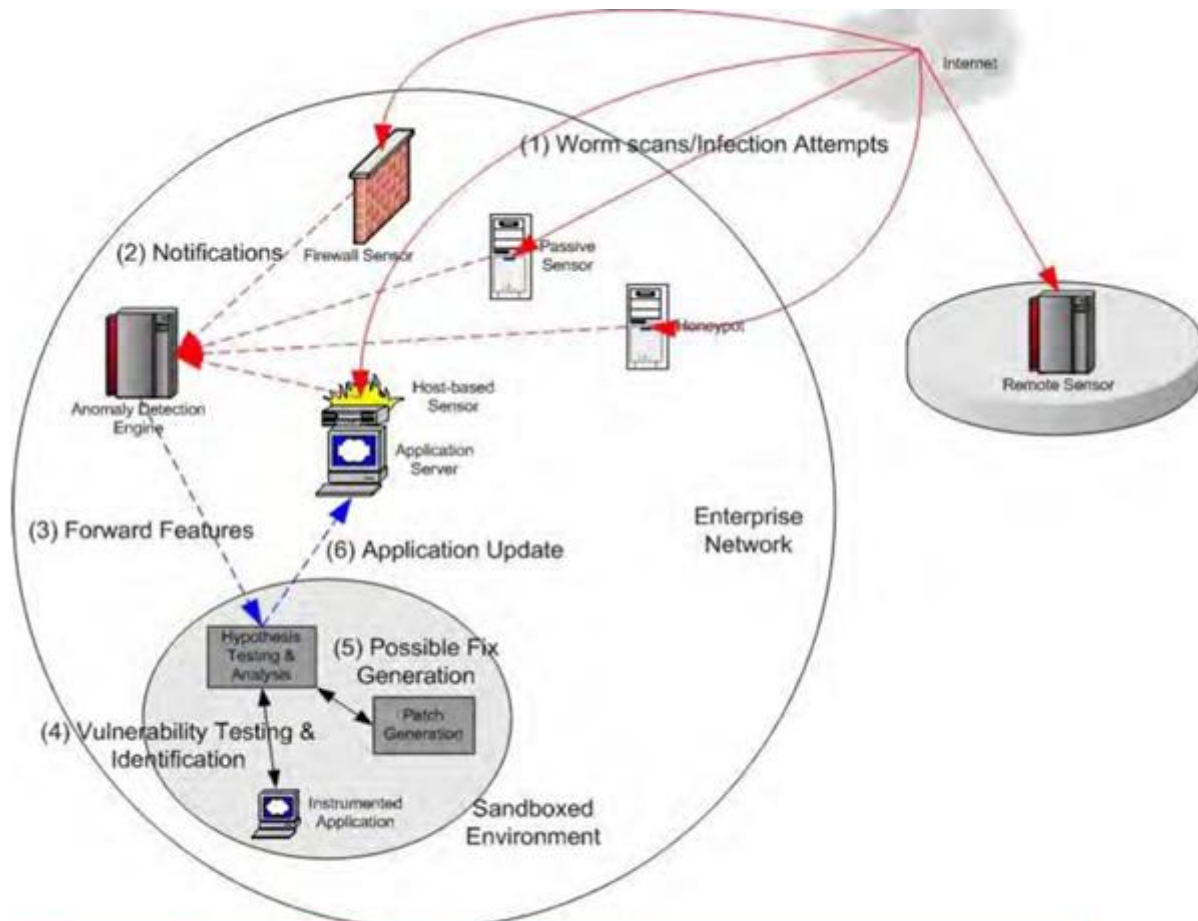 Internet
(1) Worm scans/Infection Attempts
(2) Notifications
Firewall Sensor
Passive
Sensor
Honeypot
Remote Sensor
Anomaly Detection
Engine
Host-based
Sensor
Application
Server
(3) Forward Features
(6) Application Update
Enterprise
Network
Hypothesis
Testing &
Analysis
(5) Possible Fix
Generation
Patch
Generation
(4) Vulnerability Testing &
Identification
Instrumented
Application
Sandboxed
Environment